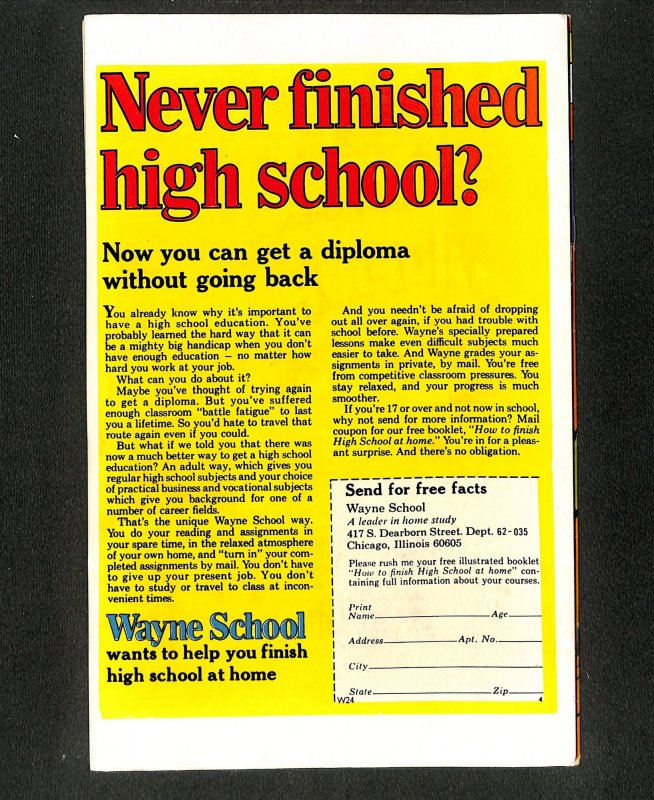 Never finished
high school?
Now you can get a diploma
without going back
You already know why it's important to
have a high school education. You've
probably learned the hard way that it can
be a mighty big handicap when you don't
have enough education – no matter how
hard you work at your job.
What can you do about it?
Maybe you've thought of trying again
to get a diploma. But you've suffered
enough classroom "battle fatigue" to last
you a lifetime. So you'd hate to travel that
route again even if you could.
But what if we told you that there was
now a much better way to get a high school
education? An adult way, which gives you
regular high school subjects and your choice
of practical business and vocational subjects
which give you background for one of a
number of career fields.
That's the unique Wayne School way.
You do your reading and assignments in
your spare time, in the relaxed atmosphere
of your own home, and "turn in" your com-
pleted assignments by mail. You don't have
to give up your present job. You don't
have to study or travel to class at incon-
venient times.
Wayne School
wants to help you finish
high school at home
And you needn't be afraid of dropping
out all over again, if you had trouble with
school before. Wayne's specially prepared
lessons make even difficult subjects much
easier to take. And Wayne grades your as-
signments in private, by mail. You're free
from competitive classroom pressures. You
stay relaxed, and your progress is much
smoother.
If you're 17 or over and not now in school,
why not send for more information? Mail
coupon for our free booklet, "How to finish
High School at home." You're in for a pleas-
ant surprise. And there's no obligation.
Send for free facts
Wayne School
A leader in home study
417 S. Dearborn Street. Dept. 62-035
Chicago, Illinois 60605
Please rush me your free illustrated booklet
"How to finish High School at home" con-
taining full information about your courses.
Print
Name Age
Address Apt. No.
City
State Zip
W24 4